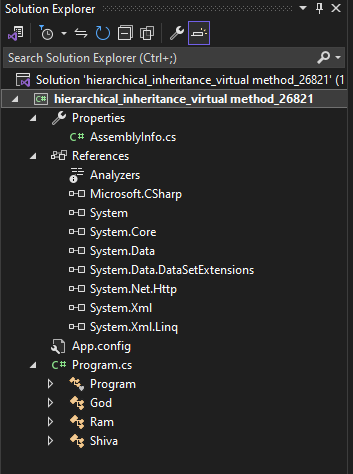 Solution Explorer
Search Solution Explorer (Ctrl+;)
Solution 'hierarchical_inheritance_virtual method_26821' (1
C# hierarchical_inheritance_virtual method_26821
Properties
C# AssemblyInfo.cs
References
Analyzers
Microsoft.CSharp
System
System.Core
System.Data
System.Data.DataSetExtensions
System.Net.Http
System.Xml
System.Xml.Linq
App.config
C# Program.cs
Program
God
Ram
Shiva